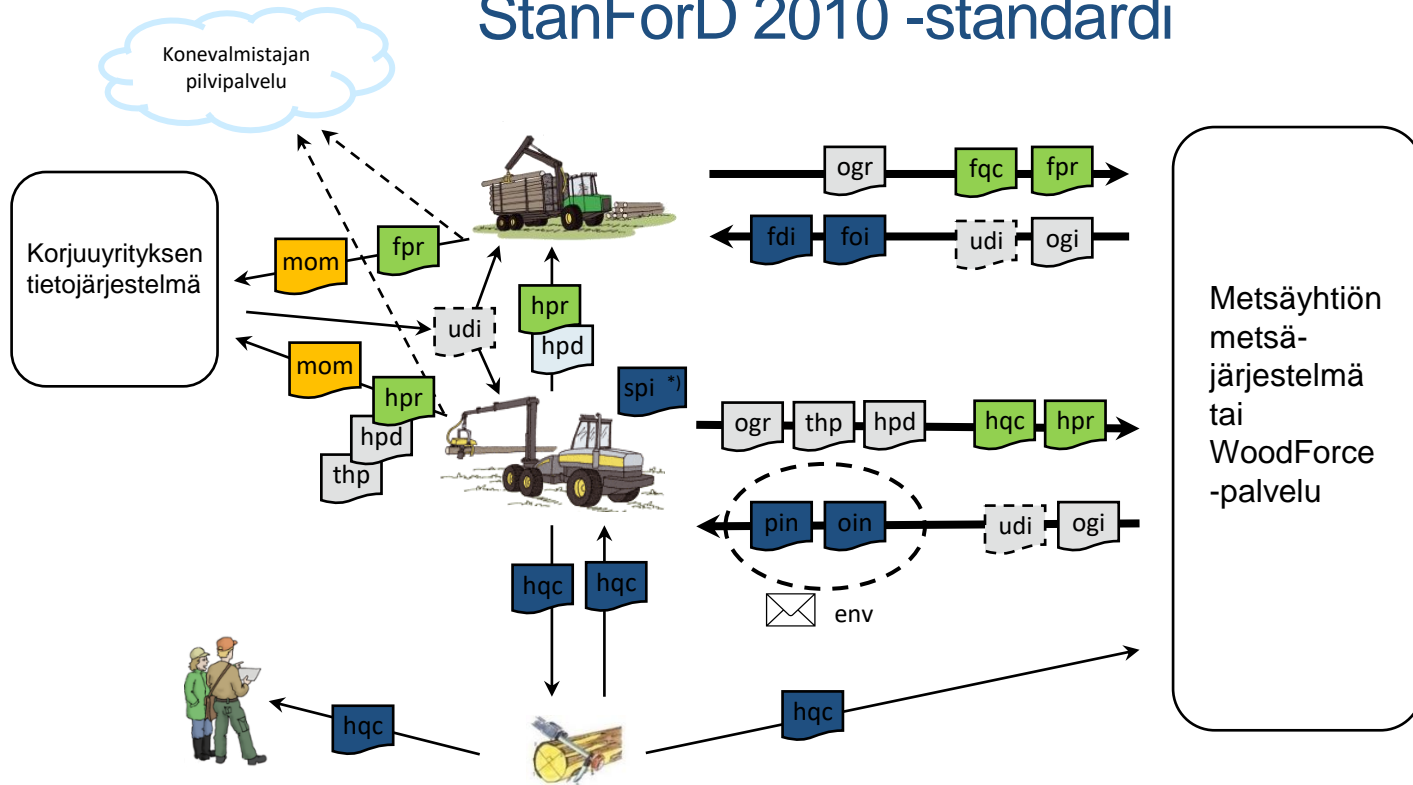 StanForD 2010 -standardi
Konevalmistajan
pilvipalvelu
ogr
fqc
fpr
fdi
foi
udi
ogi
Korjuuyrityksen
tietojärjestelmä
mom
fpr
udi
hpr
hpd
mom
hpr
hpd
thp
spi *)
ogr
thp
hpd
hqc
hpr
pin
oin
udi
ogi
env
Metsäyhtiön
metsä-
järjestelmä
tai
WoodForce
-palvelu
hqc
hqc
hqc
hqc